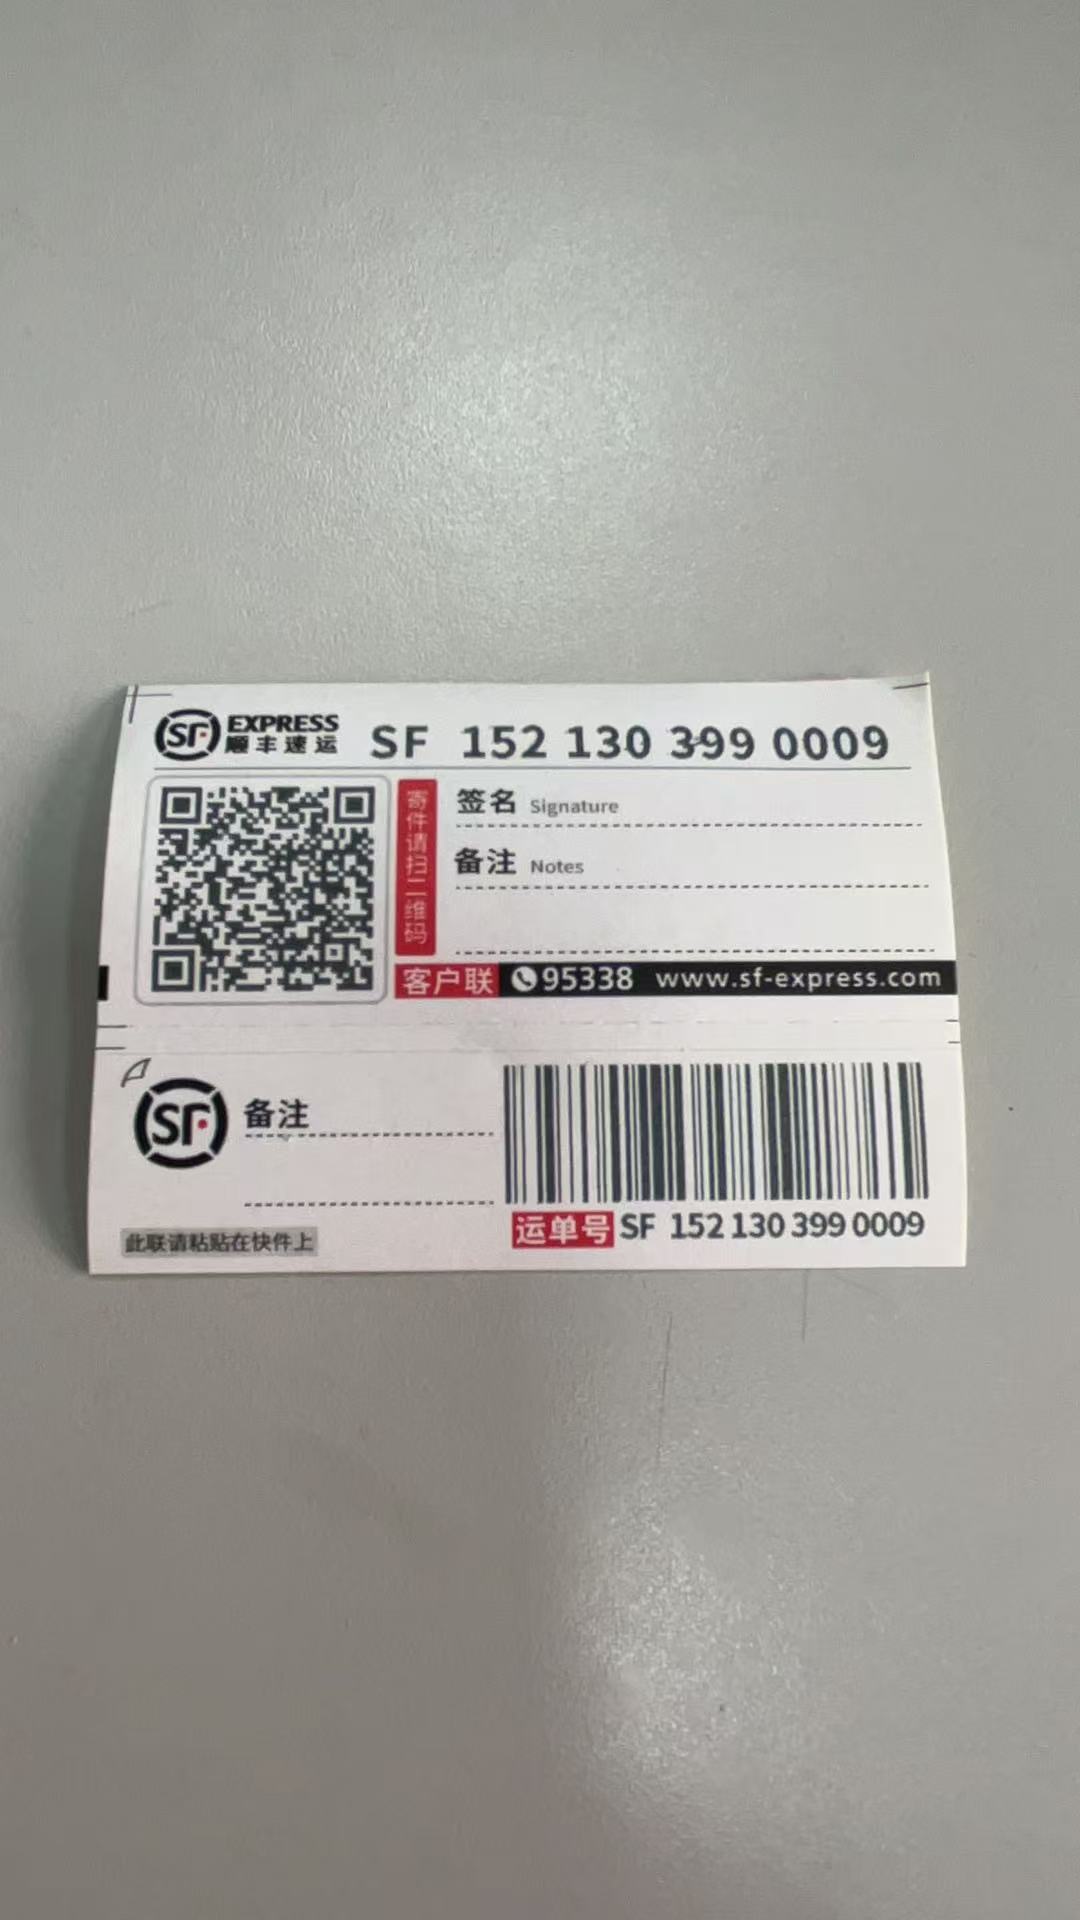 SF EXPRESS
顺丰速运
SF 152 130 399 0009
寄件请扫二维码
签名 Signature
备注 Notes
客户联 95338 www.sf-express.com
SF 备注
此联请粘贴在快件上
运单号 SF 152 130 399 0009